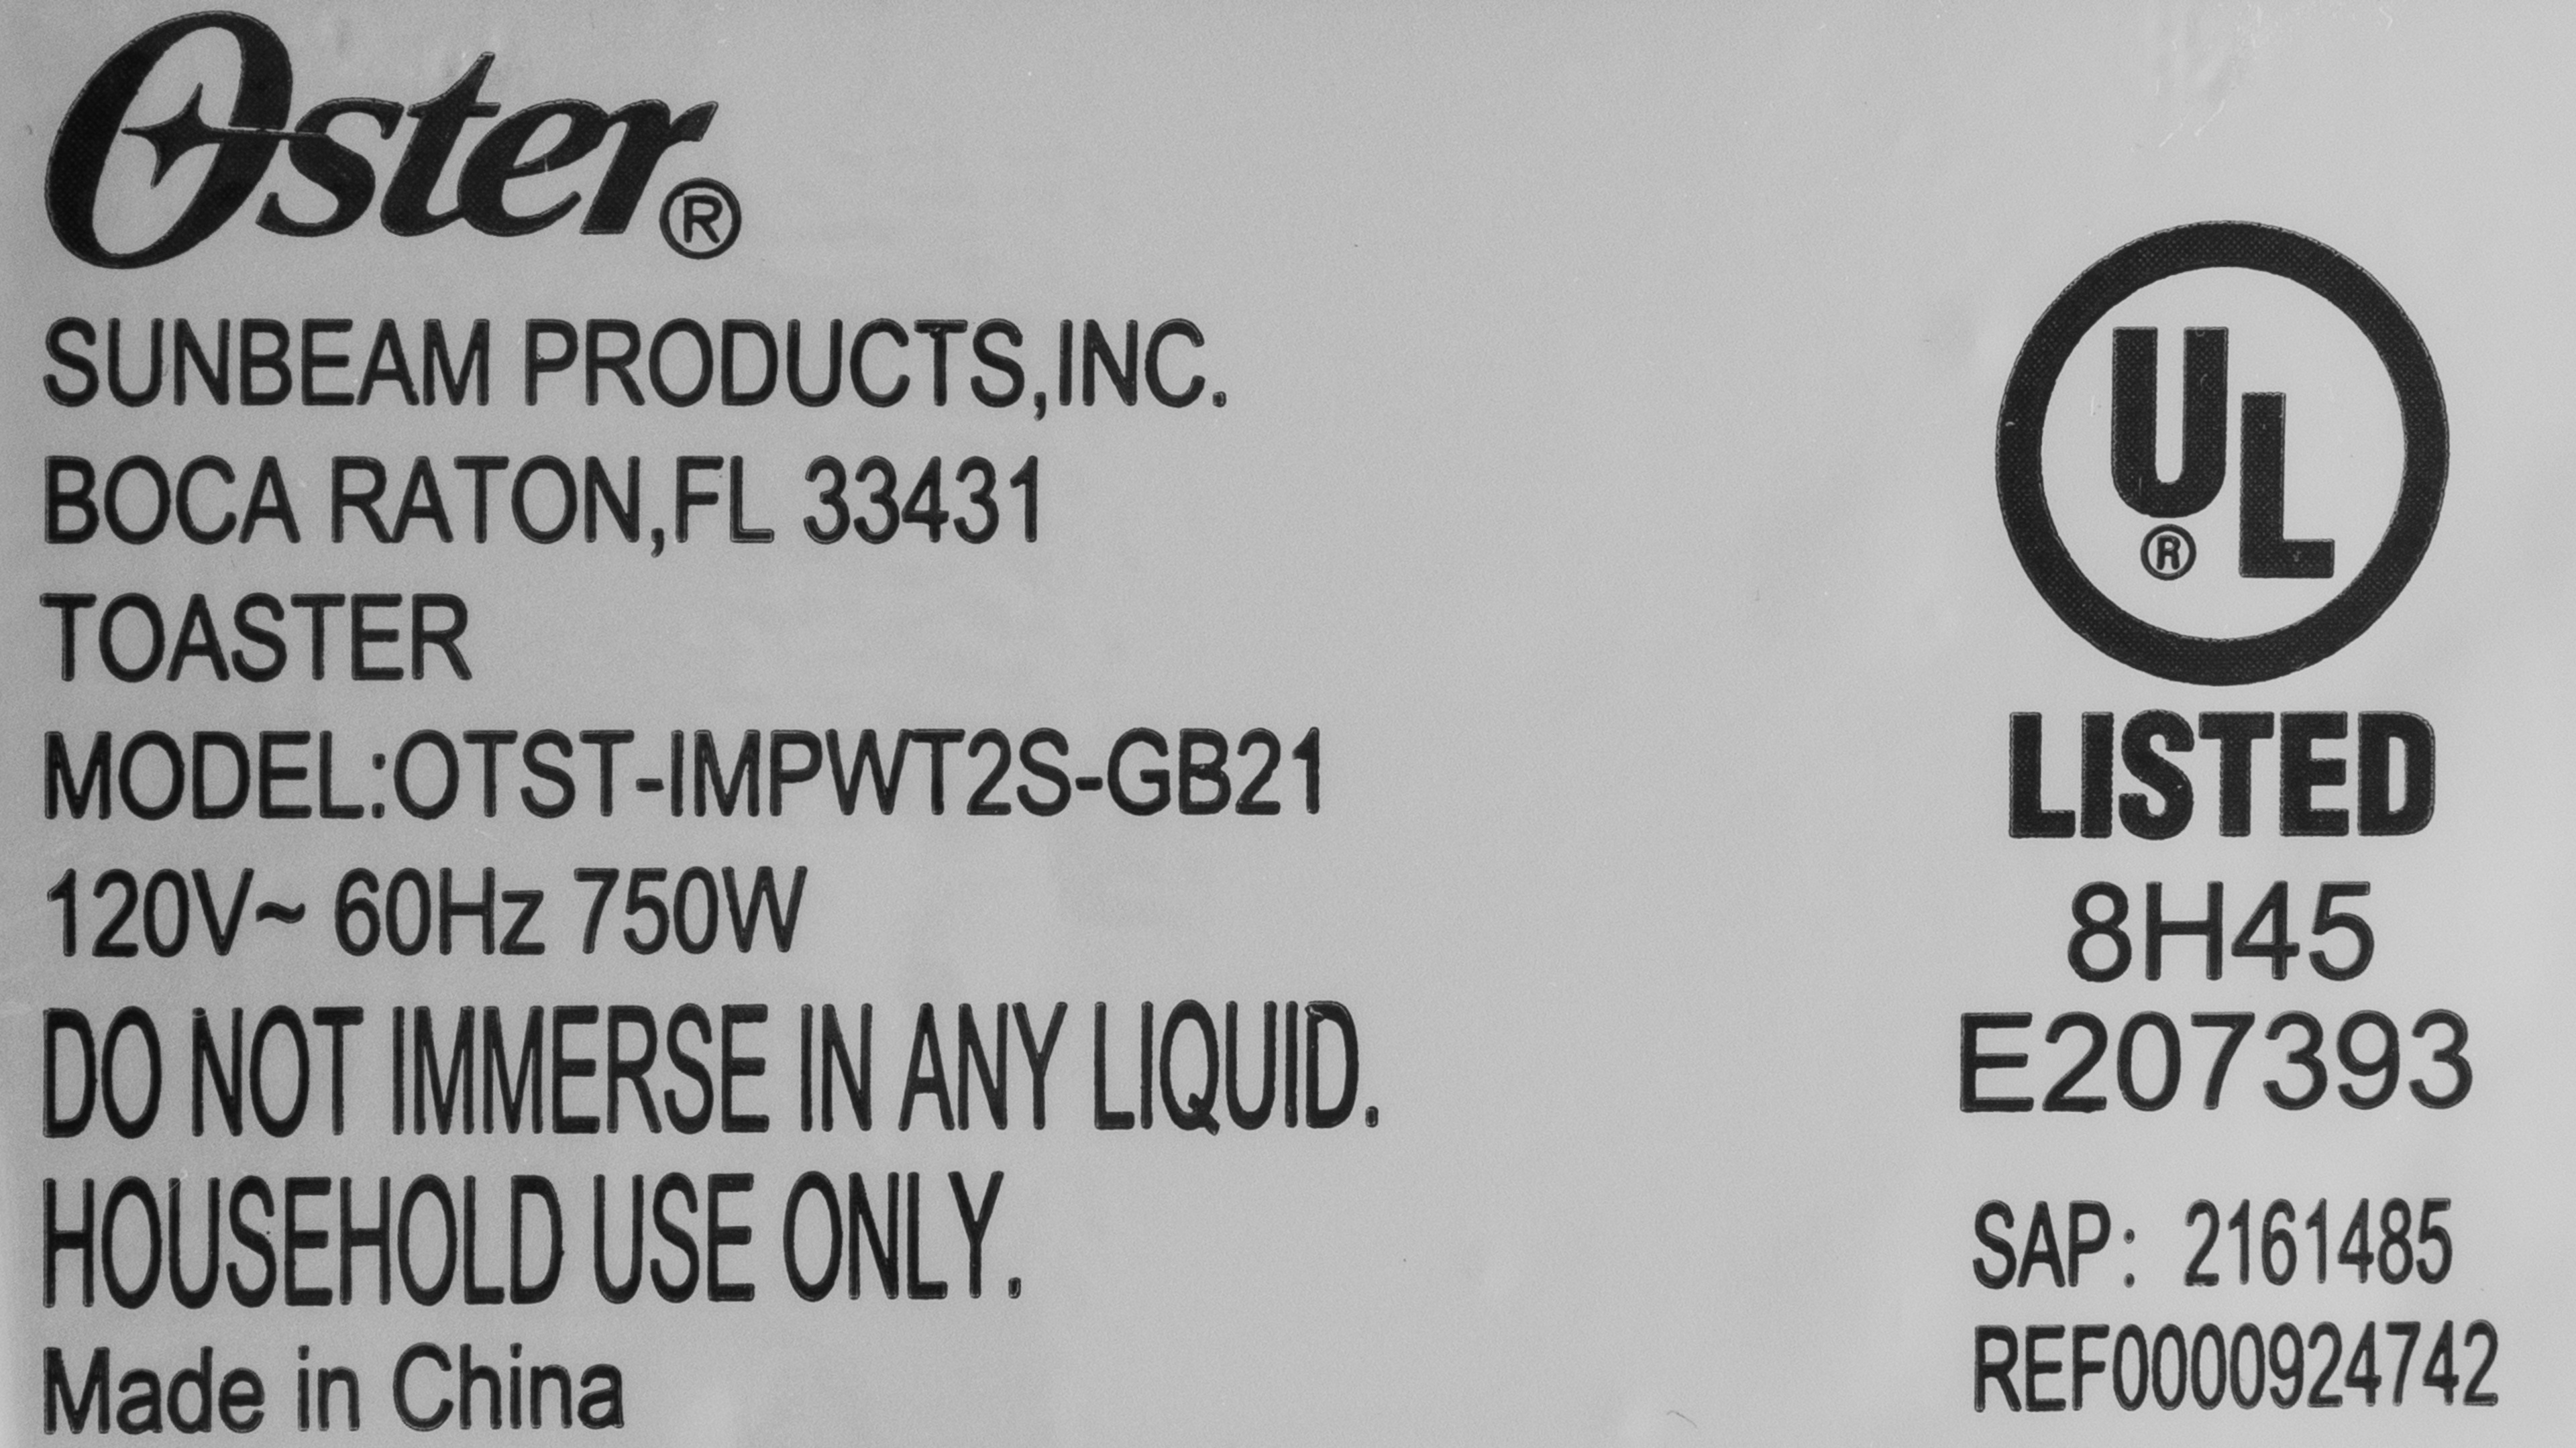 Oster®
SUNBEAM PRODUCTS,INC.
BOCA RATON,FL 33431
TOASTER
MODEL:OTST-IMPWT2S-GB21
120V~ 60Hz 750W
DO NOT IMMERSE IN ANY LIQUID.
HOUSEHOLD USE ONLY.
Made in China
UL®
LISTED
8H45
E207393
SAP: 2161485
REF0000924742